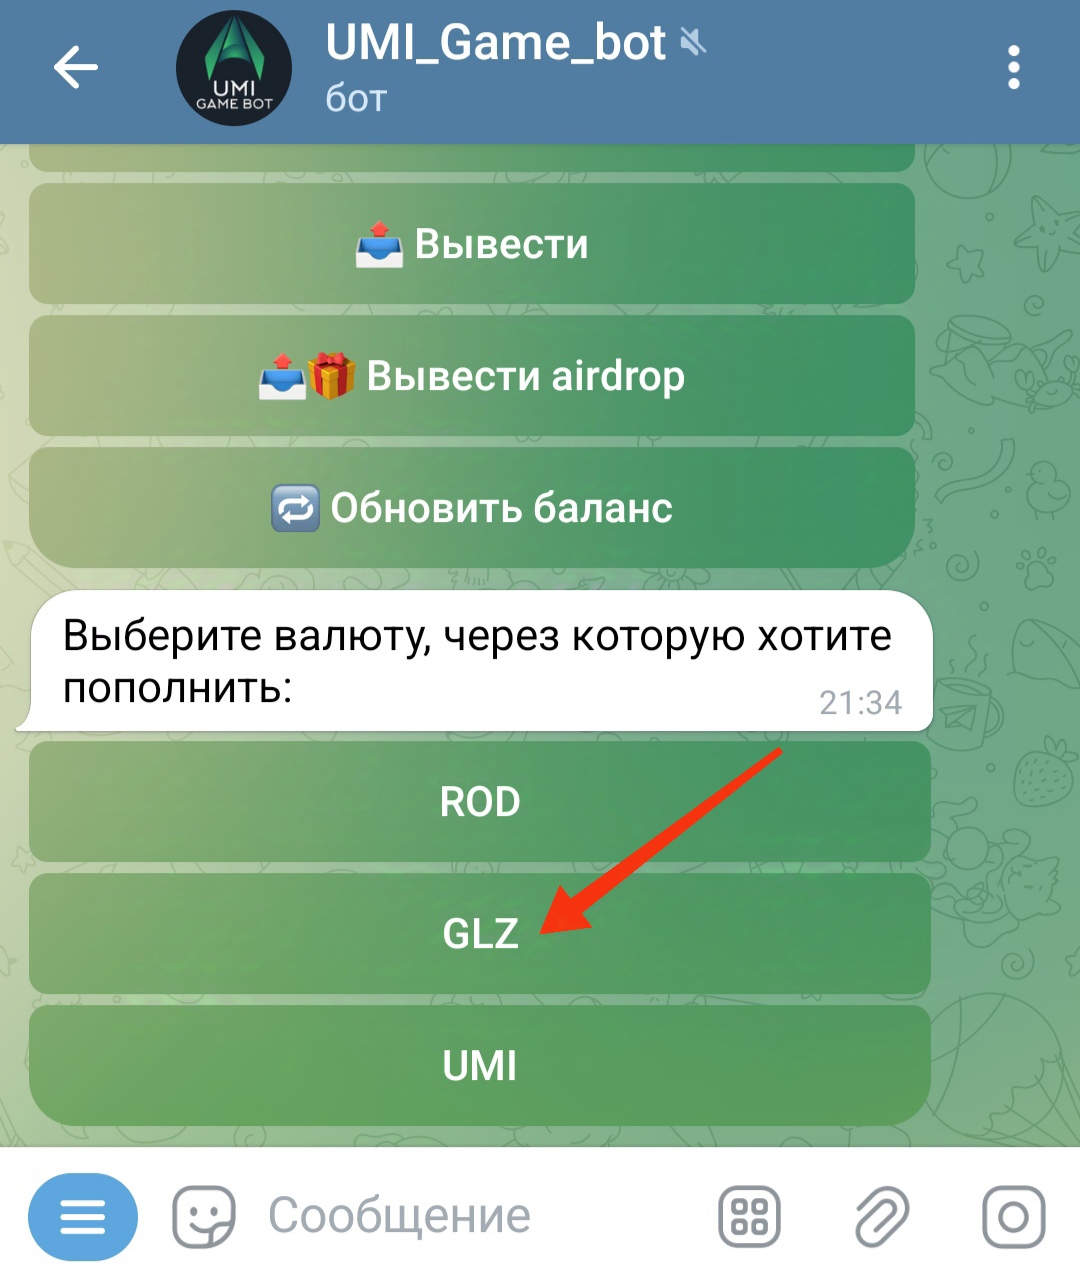 UMI_Game_bot
бот
UMI
GAME BOT
Вывести
Вывести airdrop
Обновить баланс
Выберите валюту, через которую хотите
пополнить:
21:34
ROD
GLZ
UMI
Сообщение